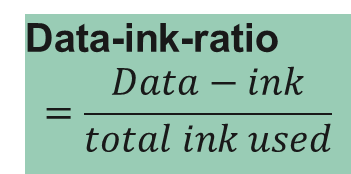 Data-ink-ratio
= Data − ink / total ink used